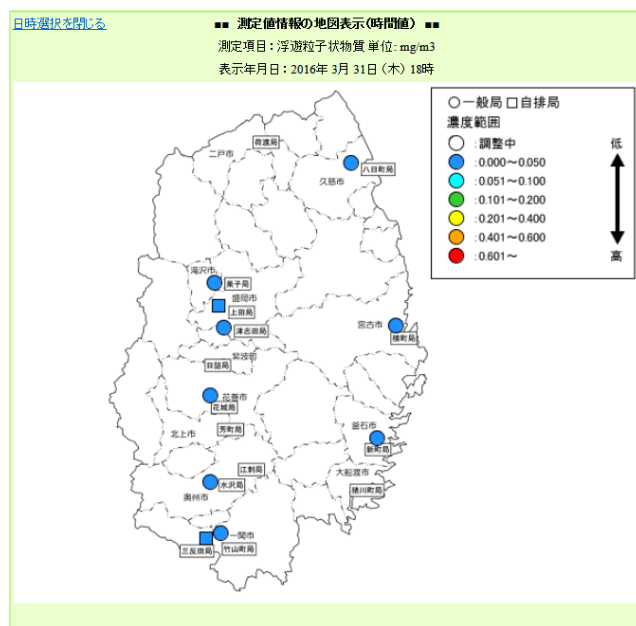 日時選択を閉じる
■■ 測定値情報の地図表示(時間値) ■■
測定項目：浮遊粒子状物質 単位：mg/m3
表示年月日：2016年 3月 31日（木） 18時
○一般局 □自排局
濃度範囲
:調整中 低
:0.000～0.050
:0.051～0.100
:0.101～0.200
:0.201～0.400
:0.401～0.600
:0.601～ 高
荷渡局
二戸市
八日町局
久慈市
滝沢市
巣子局
盛岡市
上田局
津志田局
宮古市
横町局
紫波町
日詰局
花巻市
花城局
芳町局
北上市
釜石市
新町局
江刺局
大船渡市
水沢局
猪川町局
奥州市
一関市
三反田局
竹山町局